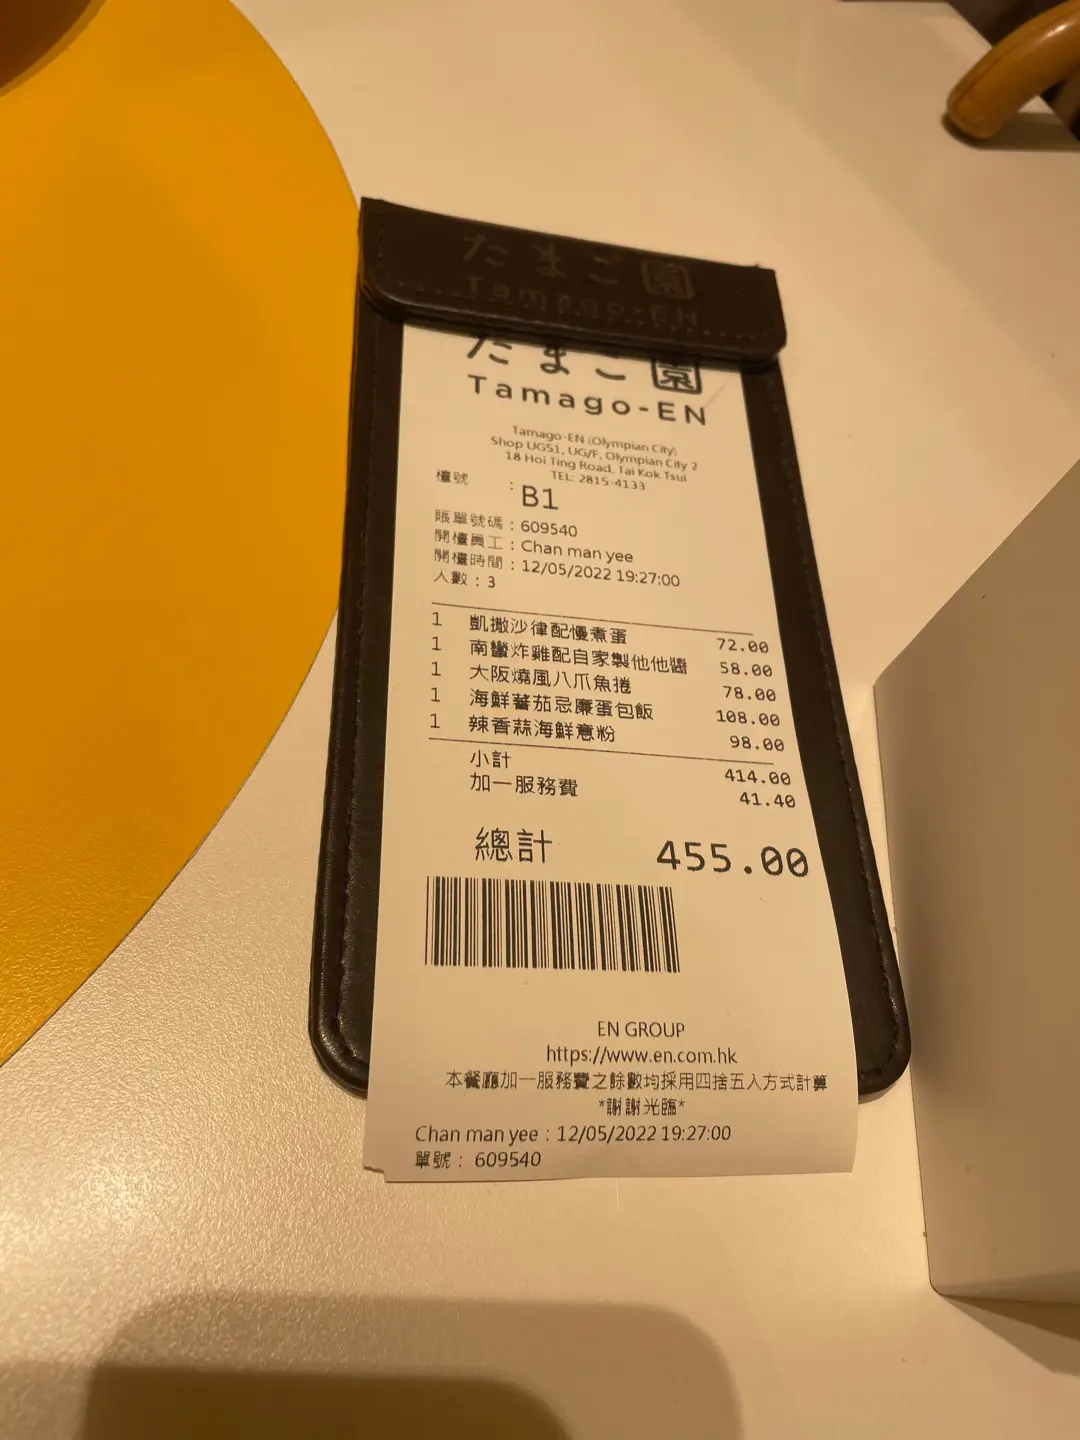 たまご園
Tamago-EN
たまご園
Tamago-EN
Tamago-EN (Olympian City)
Shop UG51, UG/F, Olympian City 2
18 Hoi Ting Road, Tai Kok Tsui
TEL: 2815-4133
檯號 : B1
賬單號碼 : 609540
開檯員工 : Chan man yee
開檯時間 : 12/05/2022 19:27:00
人數 : 3
1 凱撒沙律配慢煮蛋 72.00
1 南蠻炸雞配自家製他他醬 58.00
1 大阪燒風八爪魚捲 78.00
1 海鮮蕃茄忌廉蛋包飯 108.00
1 辣香蒜海鮮意粉 98.00
小計 414.00
加一服務費 41.40
總計 455.00
EN GROUP
https://www.en.com.hk
本餐廳加一服務費之餘數均採用四捨五入方式計算
*謝謝光臨*
Chan man yee : 12/05/2022 19:27:00
單號 : 609540